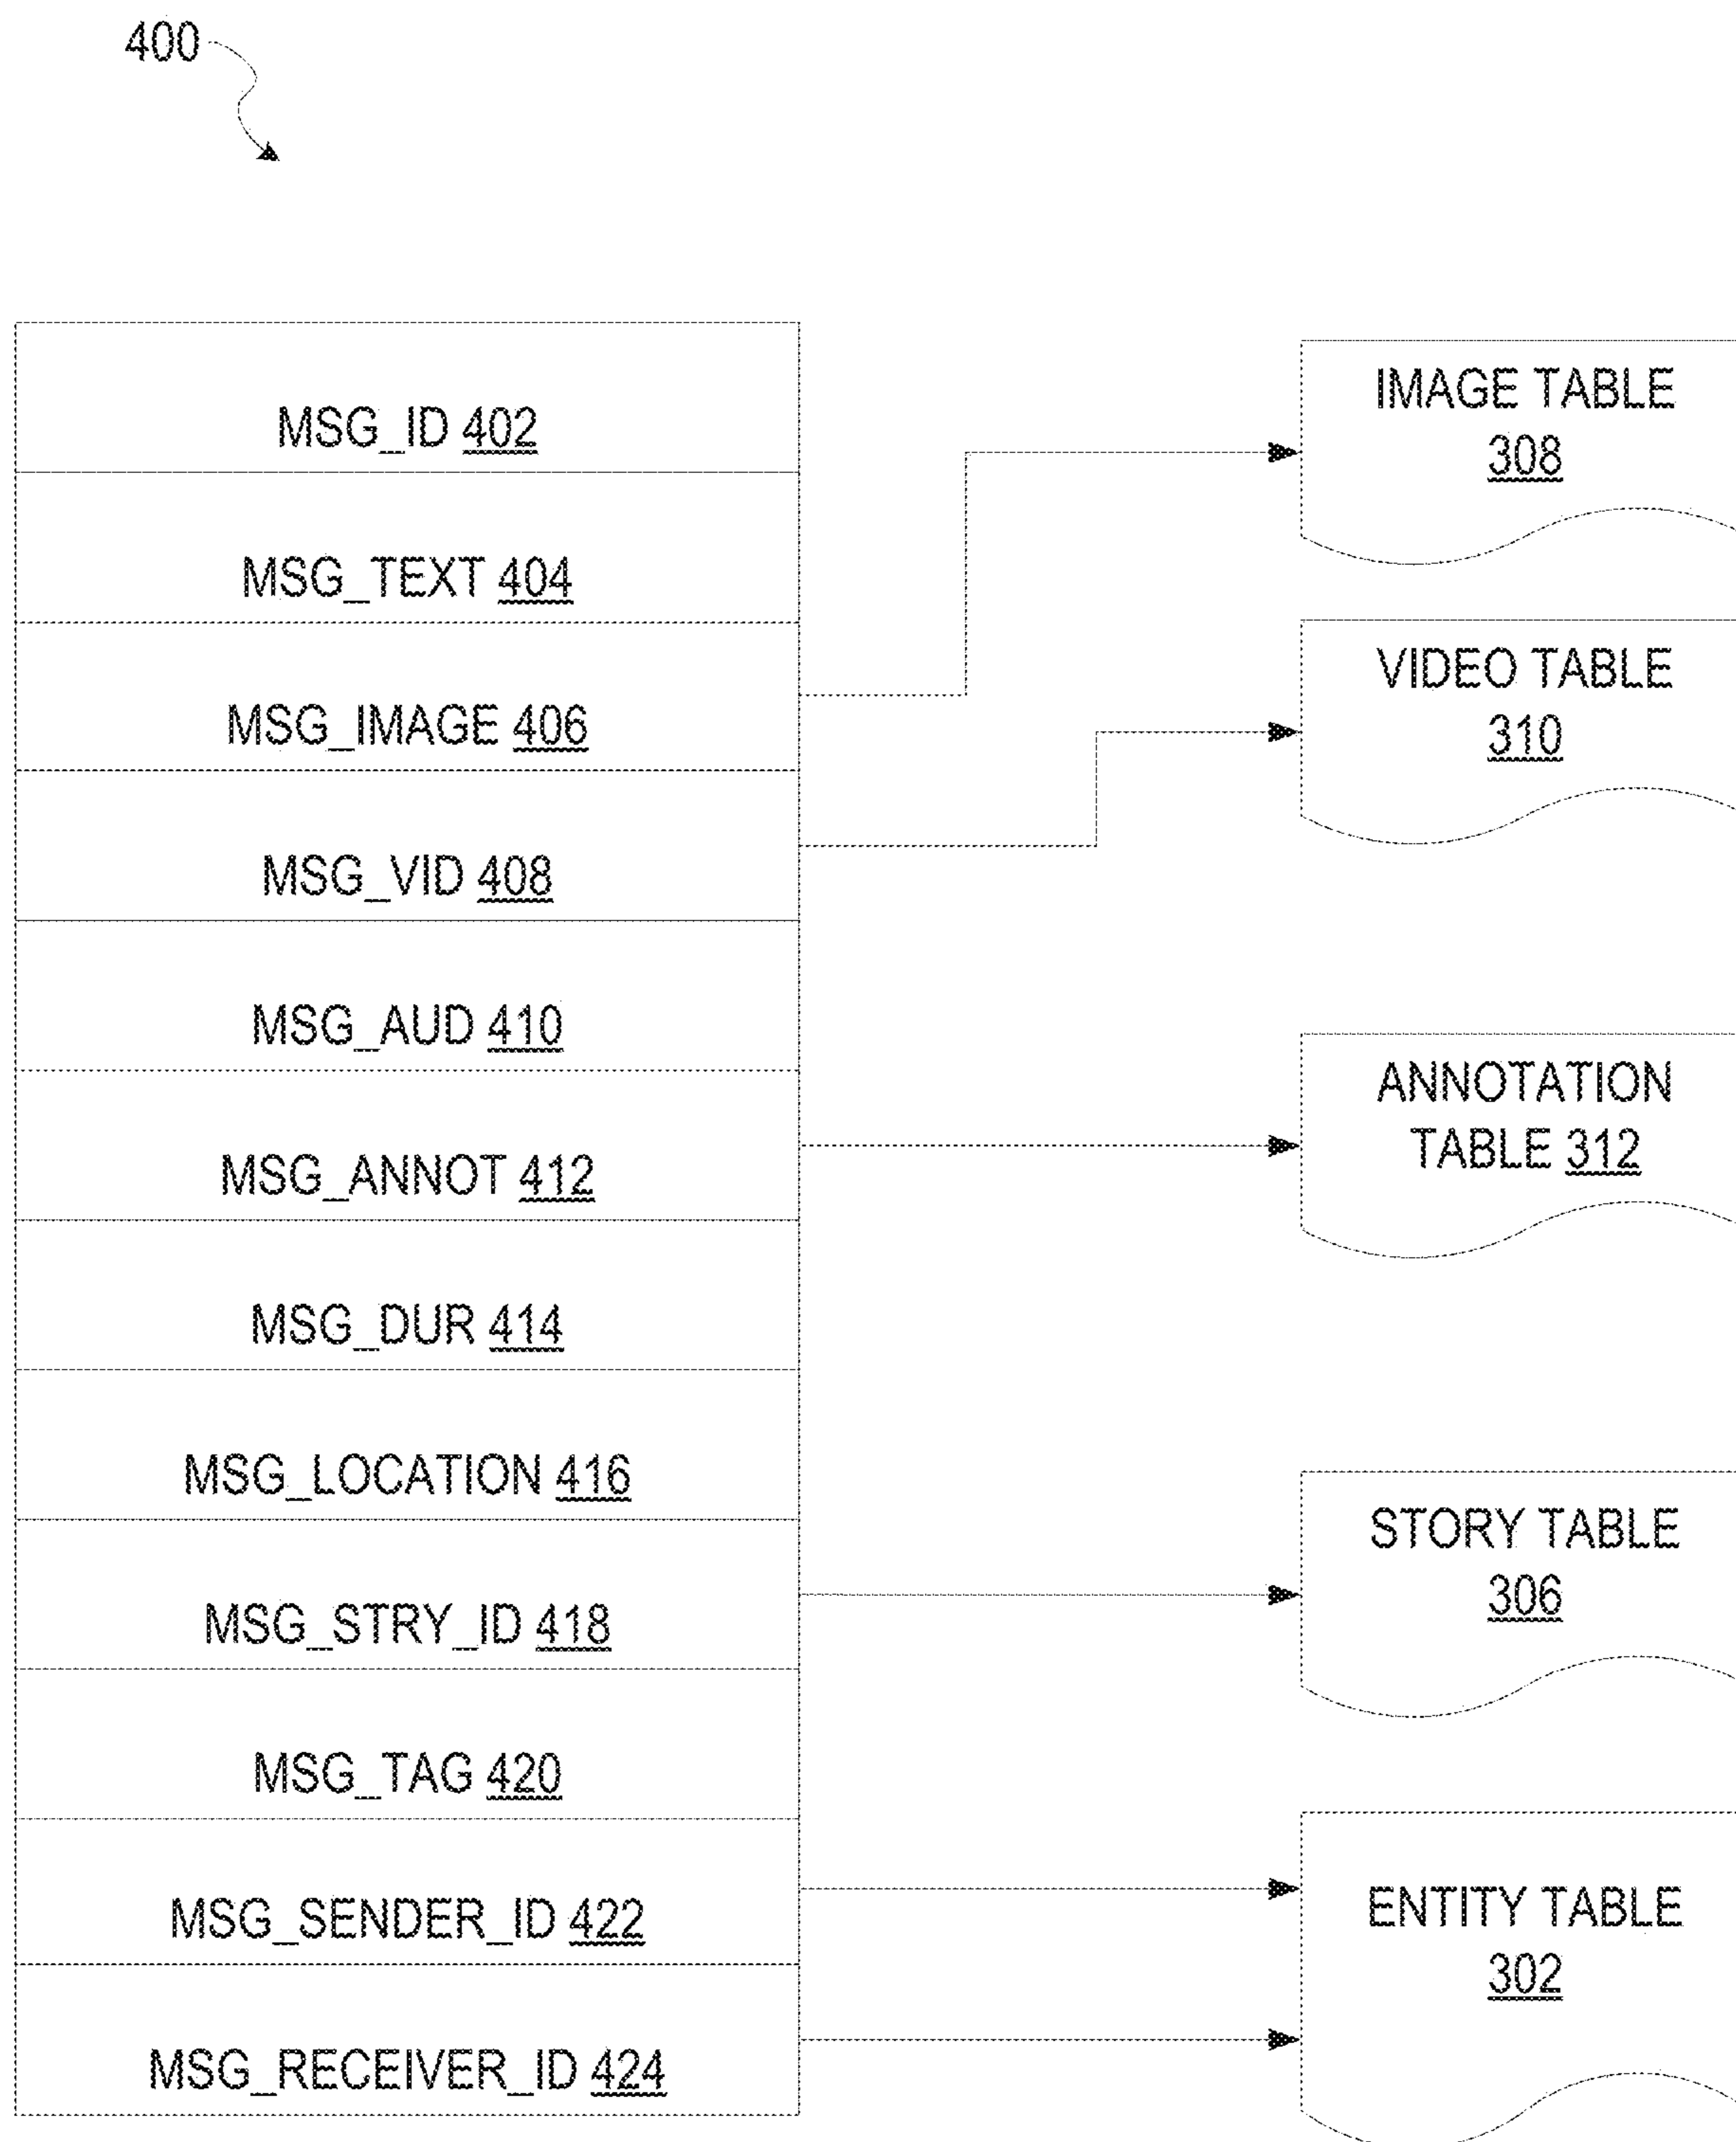 400
MSG_ID 402
MSG_TEXT 404
MSG_IMAGE 406
MSG_VID 408
MSG_AUD 410
MSG_ANNOT 412
MSG_DUR 414
MSG_LOCATION 416
MSG_STRY_ID 418
MSG_TAG 420
MSG_SENDER_ID 422
MSG_RECEIVER_ID 424
IMAGE TABLE
308
VIDEO TABLE
310
ANNOTATION
TABLE 312
STORY TABLE
306
ENTITY TABLE
302